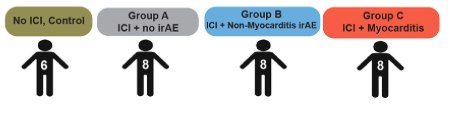 No ICI, Control
Group A
ICI + no irAE
Group B
ICI + Non-Myocarditis irAE
Group C
ICI + Myocarditis
6
8
8
8